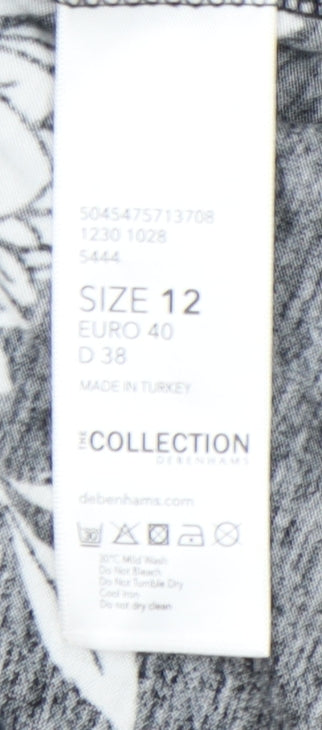 5045475713708
1230 1028
5444
SIZE 12
EURO 40
D 38
MADE IN TURKEY
THE COLLECTION
DEBENHAMS
debenhams.com
30
30°C Mild Wash
Do Not Bleach
Do Not Tumble Dry
Cool Iron
Do not dry clean